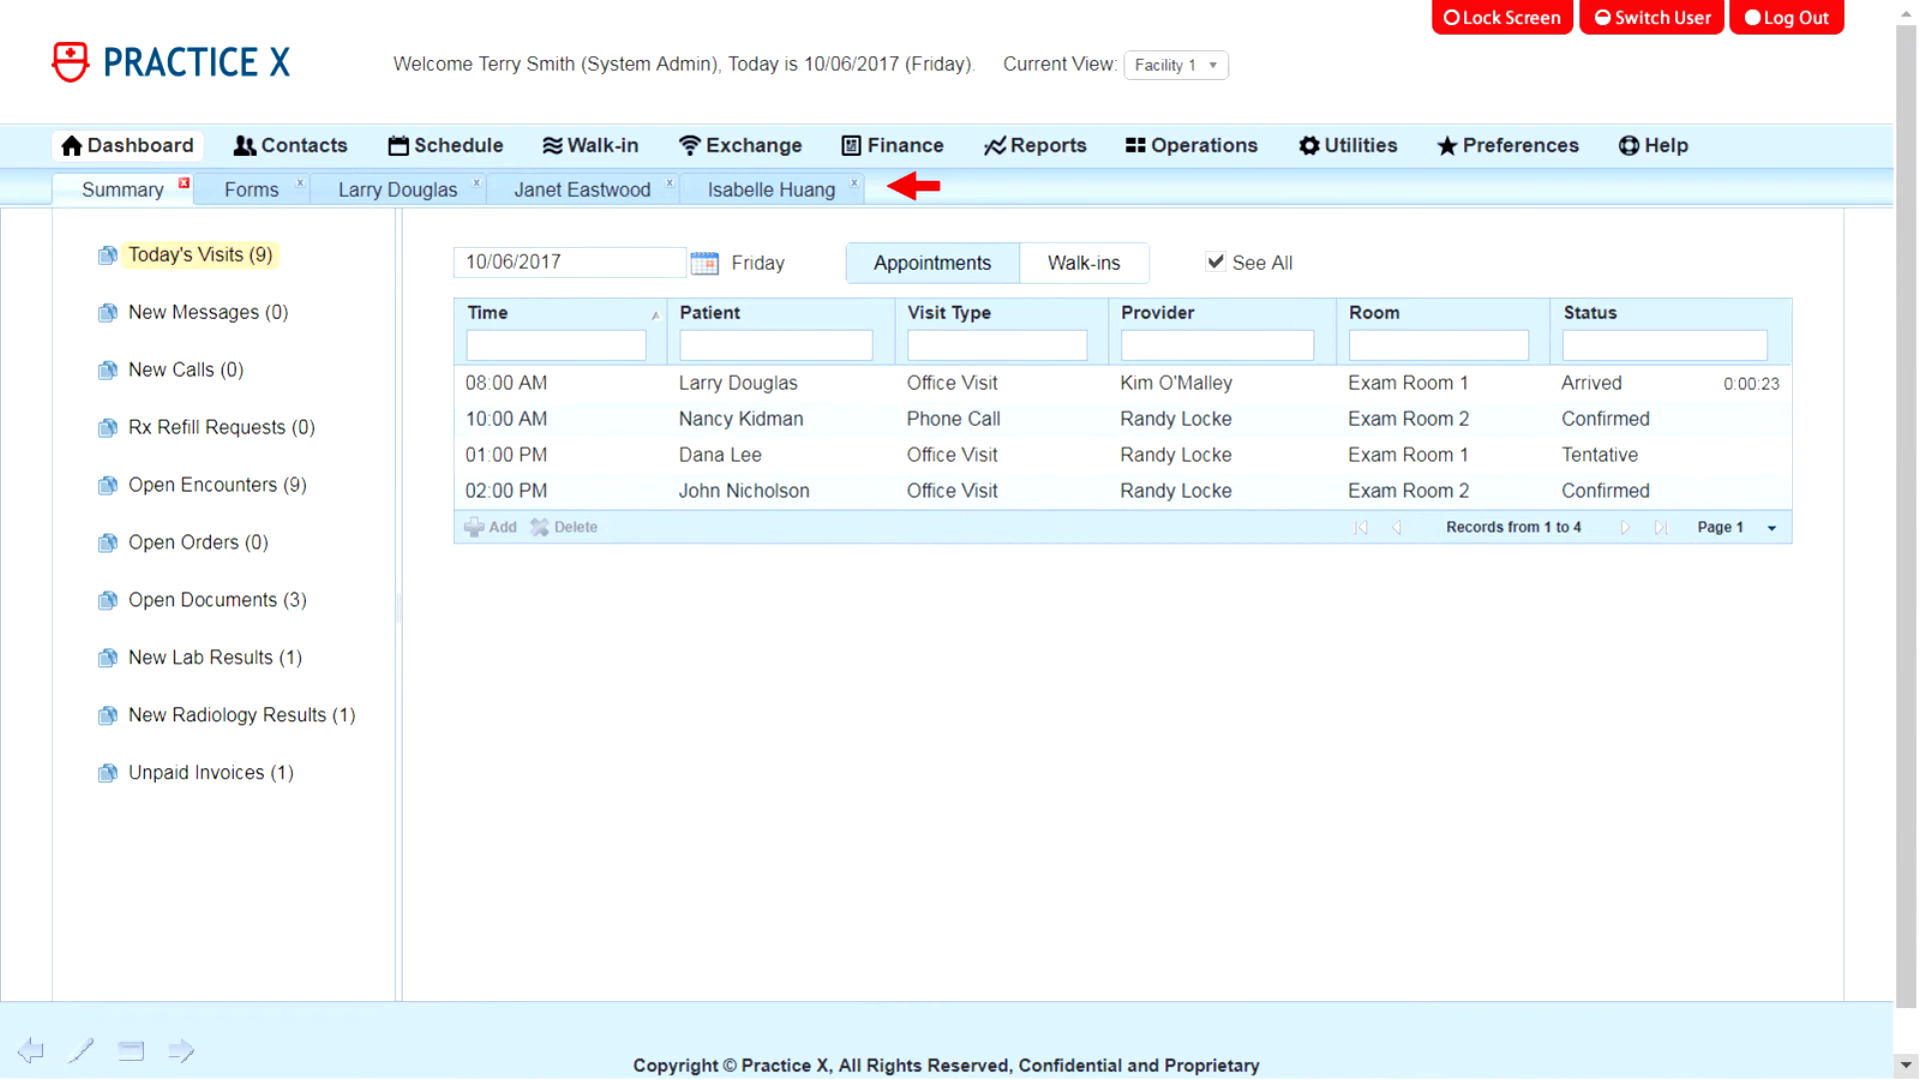 Lock Screen Switch User Log Out
PRACTICE X
Welcome Terry Smith (System Admin), Today is 10/06/2017 (Friday). Current View: Facility 1
Dashboard Contacts Schedule Walk-in Exchange Finance Reports Operations Utilities Preferences Help
Summary x Forms x Larry Douglas x Janet Eastwood x Isabelle Huang x
Today's Visits (9)
New Messages (0)
New Calls (0)
Rx Refill Requests (0)
Open Encounters (9)
Open Orders (0)
Open Documents (3)
New Lab Results (1)
New Radiology Results (1)
Unpaid Invoices (1)
10/06/2017 Friday Appointments Walk-ins See All
Time Patient Visit Type Provider Room Status
08:00 AM Larry Douglas Office Visit Kim O'Malley Exam Room 1 Arrived 0:00:23
10:00 AM Nancy Kidman Phone Call Randy Locke Exam Room 2 Confirmed
01:00 PM Dana Lee Office Visit Randy Locke Exam Room 1 Tentative
02:00 PM John Nicholson Office Visit Randy Locke Exam Room 2 Confirmed
Add Delete Records from 1 to 4 Page 1
Copyright © Practice X, All Rights Reserved, Confidential and Proprietary